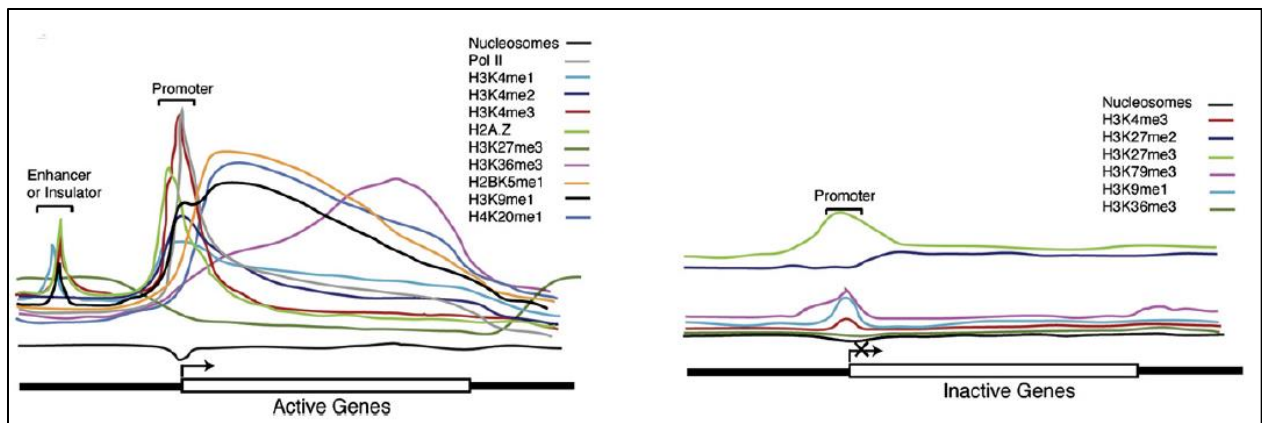 Nucleosomes
Pol II
H3K4me1
H3K4me2
H3K4me3
H2A.Z
H3K27me3
H3K36me3
H2BK5me1
H3K9me1
H4K20me1
Promoter
Enhancer
or Insulator
Active Genes
Nucleosomes
H3K4me3
H3K27me2
H3K27me3
H3K79me3
H3K9me1
H3K36me3
Promoter
Inactive Genes